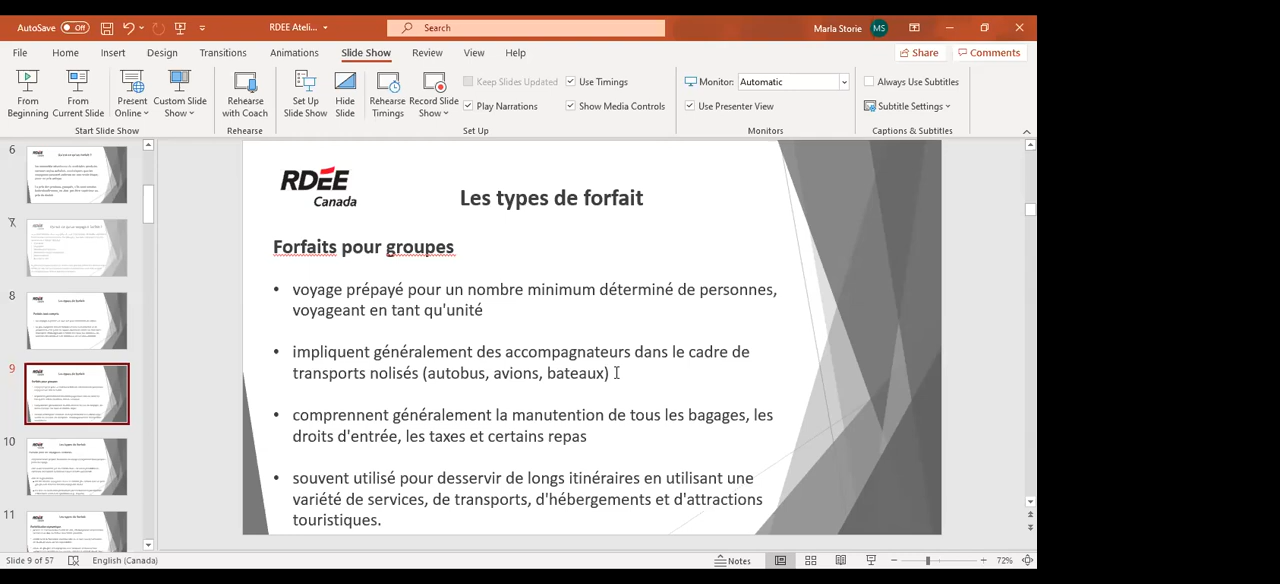 AutoSave Off RDEE Ateli... Search Marla Storie MS
File Home Insert Design Transitions Animations Slide Show Review View Help Share Comments
From Beginning
From Current Slide
Present Online
Custom Slide Show
Rehearse with Coach
Set Up Slide Show
Hide Slide
Rehearse Timings
Record Slide Show
Keep Slides Updated
Play Narrations
Use Timings
Show Media Controls
Monitor: Automatic
Use Presenter View
Always Use Subtitles
Subtitle Settings
Start Slide Show Rehearse Set Up Monitors Captions & Subtitles
6
7
8
9
10
11
RDÉE
Canada
Les types de forfait
Forfaits pour groupes
• voyage prépayé pour un nombre minimum déterminé de personnes,
voyageant en tant qu'unité
• impliquent généralement des accompagnateurs dans le cadre de
transports nolisés (autobus, avions, bateaux)
• comprennent généralement la manutention de tous les bagages, les
droits d'entrée, les taxes et certains repas
• souvent utilisé pour desservir de longs itinéraires en utilisant une
variété de services, de transports, d'hébergements et d'attractions
touristiques.
Slide 9 of 57 English (Canada) Notes 72%